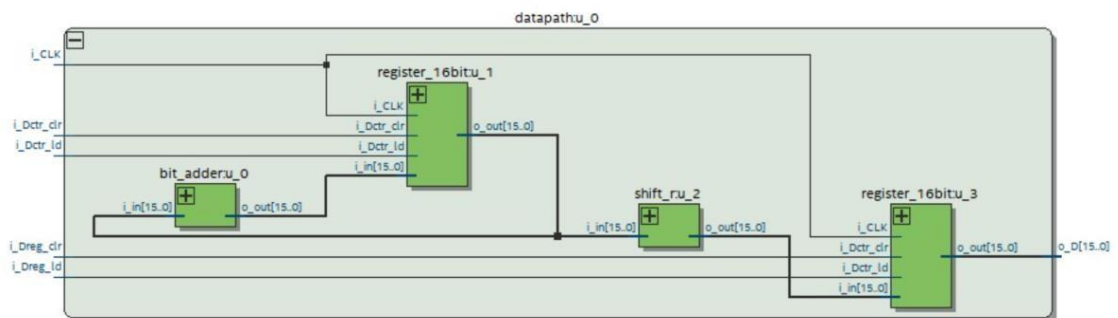 datapath:u_0
i_CLK
register_16bit:u_1
i_CLK
i_Dctr_clr
i_Dctr_clr
o_out[15..0]
i_Dctr_ld
i_Dctr_ld
i_in[15..0]
bit_adder:u_0
i_in[15..0]
o_out[15..0]
shift_r:u_2
i_in[15..0]
o_out[15..0]
register_16bit:u_3
i_CLK
i_Dreg_clr
i_Dctr_clr
o_out[15..0]
o_D[15..0]
i_Dreg_ld
i_Dctr_ld
i_in[15..0]